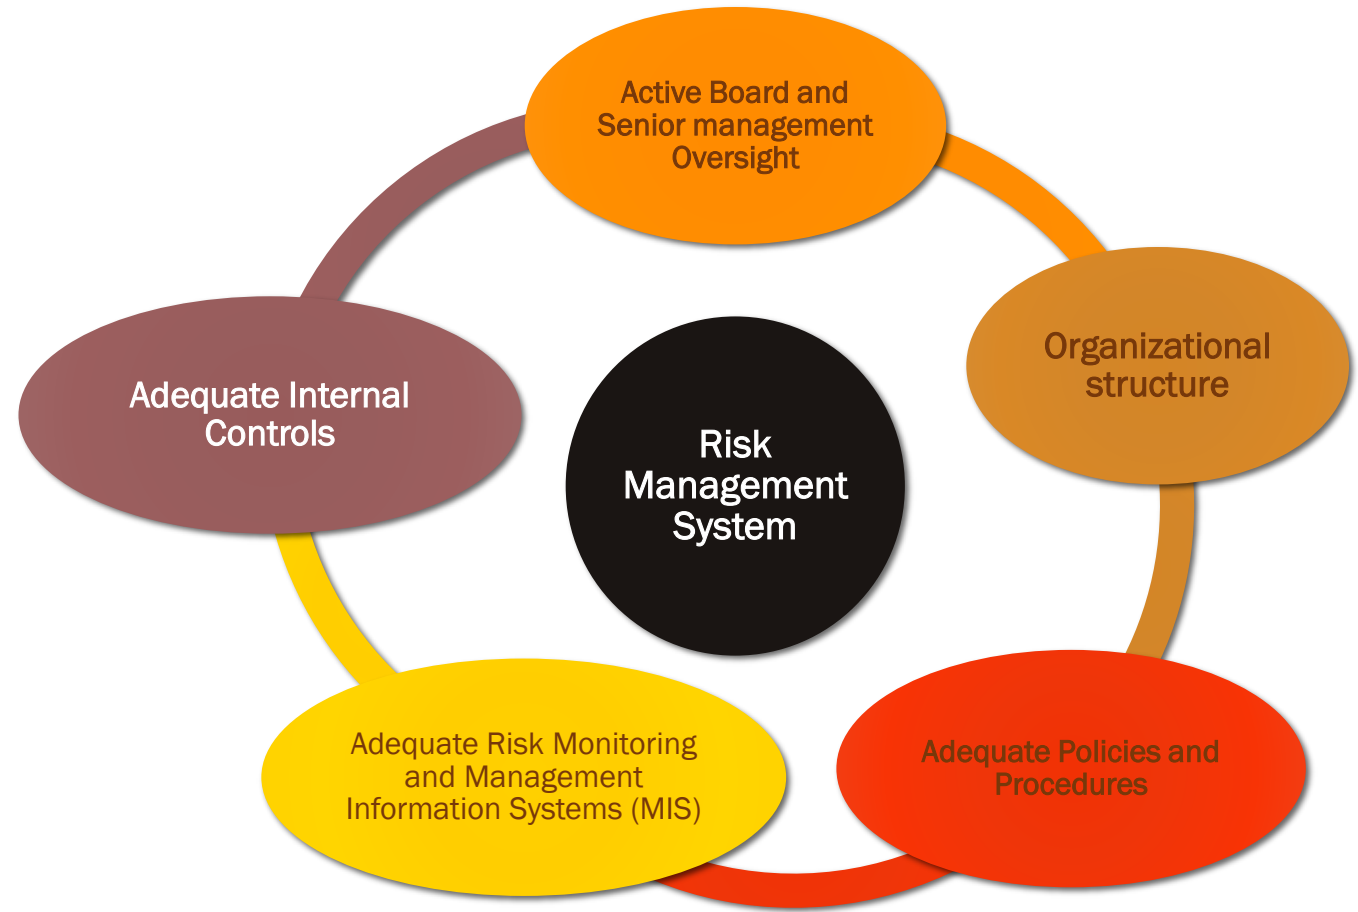 Active Board and
Senior management
Oversight
Organizational
structure
Adequate Internal
Controls
Risk
Management
System
Adequate Risk Monitoring
and Management
Information Systems (MIS)
Adequate Policies and
Procedures